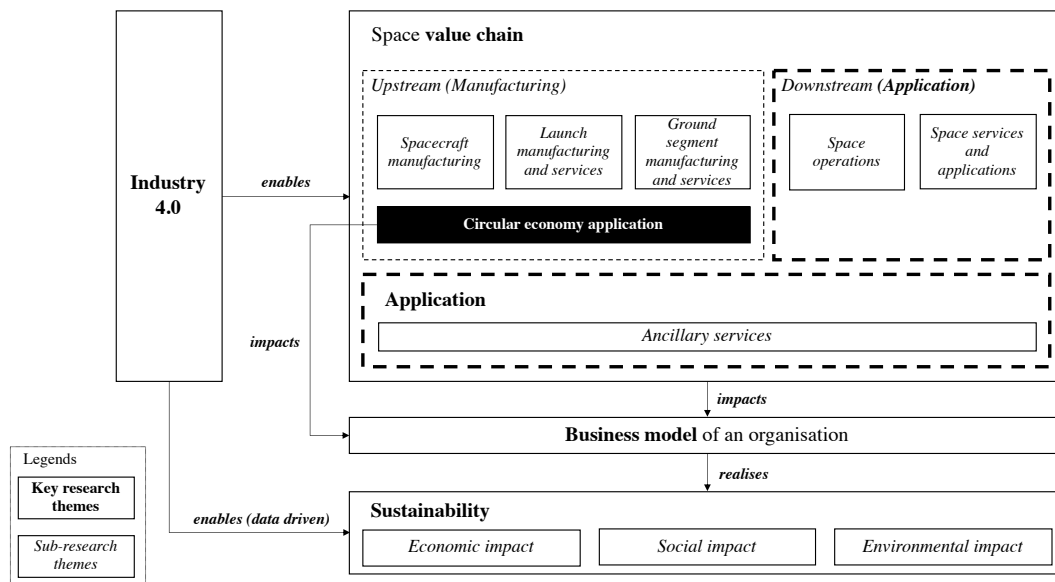 Space value chain
Upstream (Manufacturing)
Downstream (Application)
Spacecraft
manufacturing
Launch
manufacturing
and services
Ground
segment
manufacturing
and services
Space
operations
Space services
and
applications
Industry
4.0
enables
Circular economy application
Application
Ancillary services
impacts
impacts
Business model of an organisation
realises
Legends
Key research
themes
Sub-research
themes
enables (data driven)
Sustainability
Economic impact
Social impact
Environmental impact